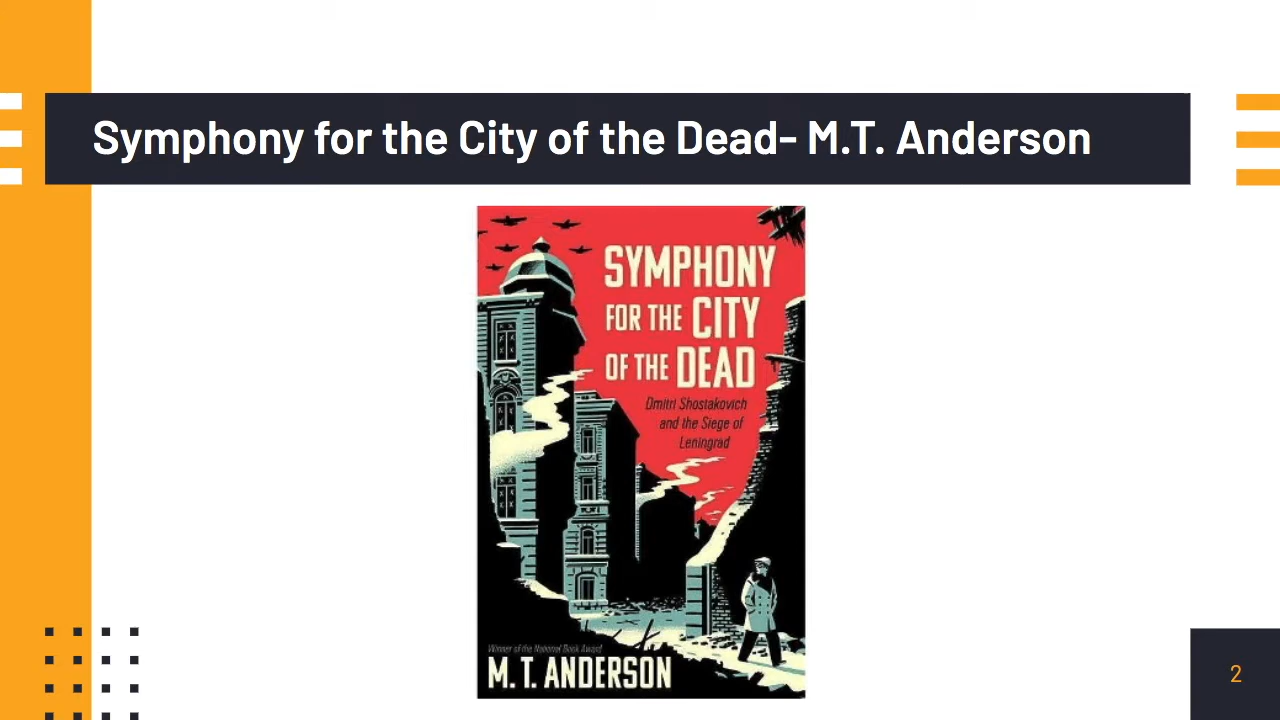 Symphony for the City of the Dead- M.T. Anderson
SYMPHONY
FOR THE CITY
OF THE DEAD
Dmitri Shostakovich
and the Siege of
Leningrad
Winner of the National Book Award
M.T. ANDERSON
2